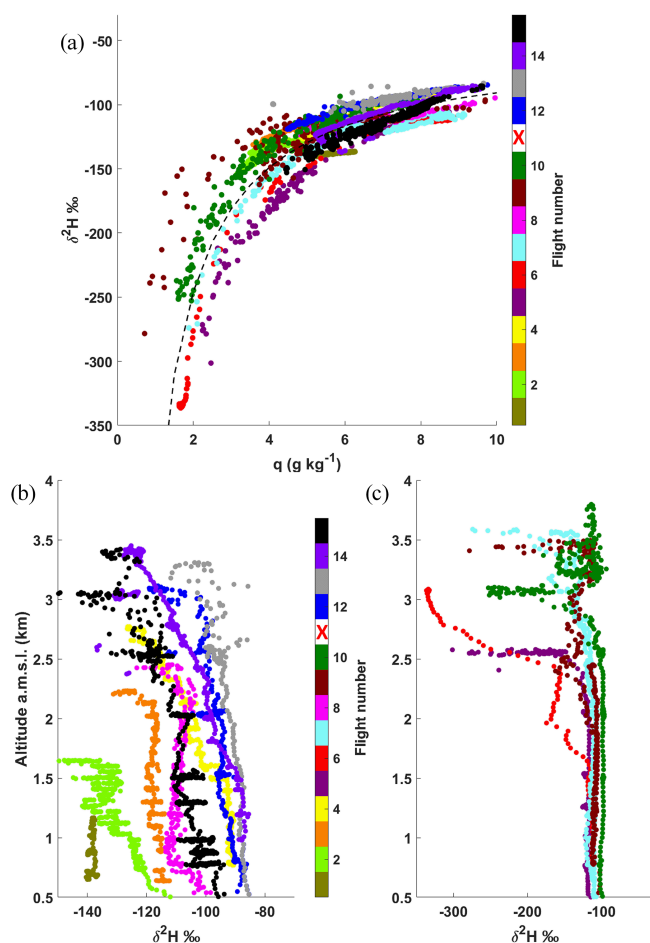 (a)
-50
-100
-150
-200
-250
-300
-350
δ²H ‰
0 2 4 6 8 10
q (g kg⁻¹)
14
12
X
10
8
6
4
2
Flight number
(b)
4
3.5
3
2.5
2
1.5
1
0.5
Altitude a.m.s.l. (km)
-140 -120 -100 -80
δ²H ‰
14
12
X
10
8
6
4
2
Flight number
(c)
4
3.5
3
2.5
2
1.5
1
0.5
-300 -200 -100
δ²H ‰